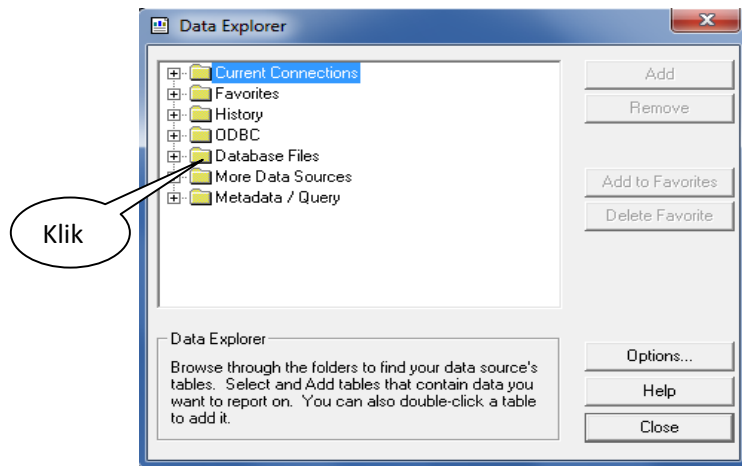 Data Explorer
Current Connections
Favorites
History
ODBC
Database Files
More Data Sources
Metadata / Query
Add
Remove
Add to Favorites
Delete Favorite
Klik
Data Explorer
Browse through the folders to find your data source's
tables. Select and Add tables that contain data you
want to report on. You can also double-click a table
to add it.
Options...
Help
Close